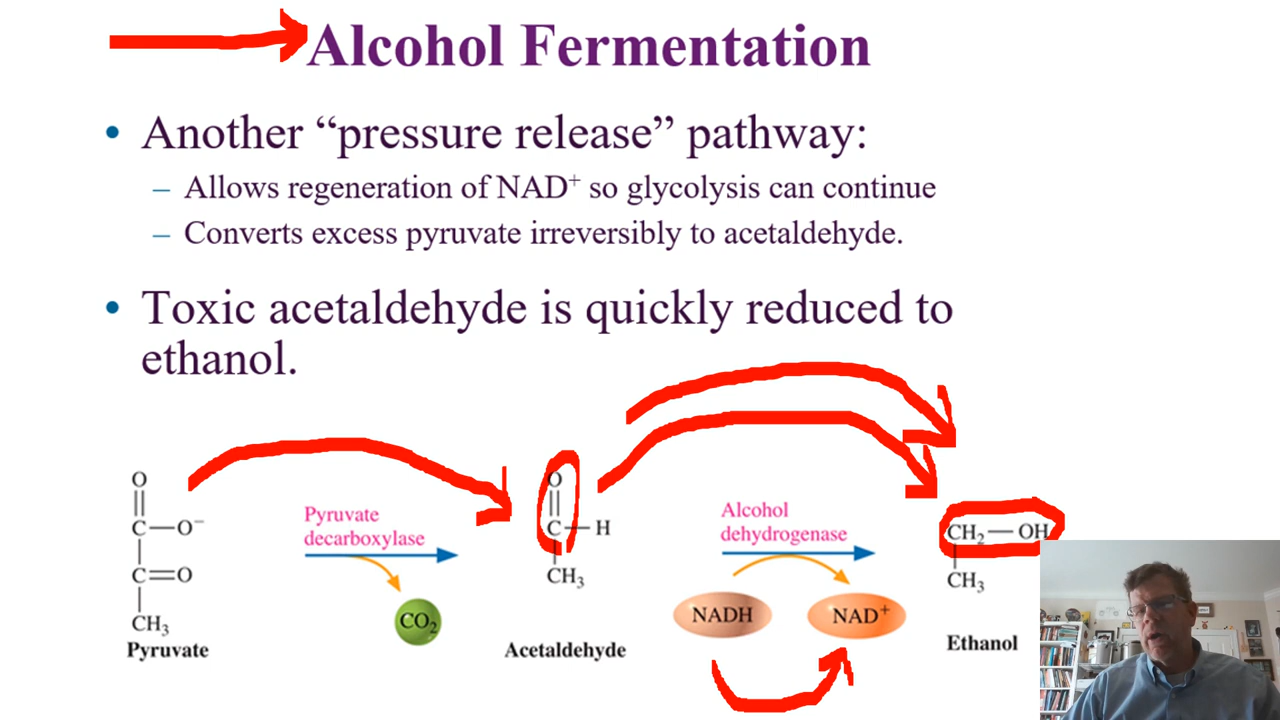 Alcohol Fermentation
• Another “pressure release” pathway:
– Allows regeneration of NAD⁺ so glycolysis can continue
– Converts excess pyruvate irreversibly to acetaldehyde.
• Toxic acetaldehyde is quickly reduced to
ethanol.
O
C—O⁻
C=O
CH₃
Pyruvate
Pyruvate
decarboxylase
CO₂
O
C—H
CH₃
Acetaldehyde
Alcohol
dehydrogenase
NADH
NAD⁺
CH₂—OH
CH₃
Ethanol